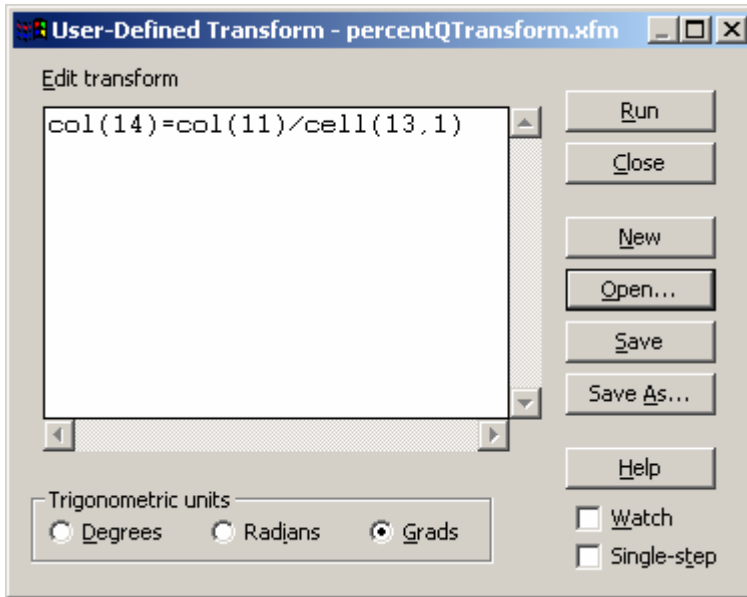 User-Defined Transform - percentQTransform.xfm
Edit transform
col(14)=col(11)/cell(13,1)
Run
Close
New
Open...
Save
Save As...
Help
Trigonometric units
Degrees
Radians
Grads
Watch
Single-step